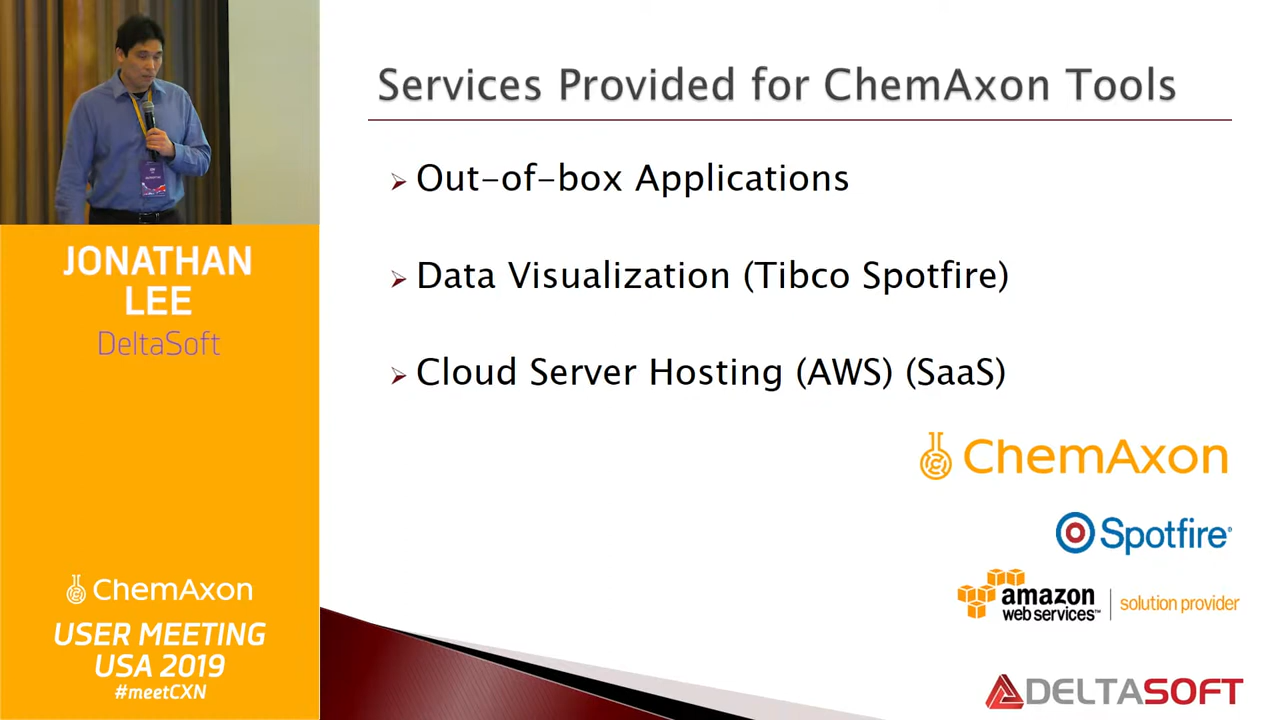 JONATHAN
LEE
DeltaSoft
ChemAxon
USER MEETING
USA 2019
#meetCXN
Services Provided for ChemAxon Tools
Out-of-box Applications
Data Visualization (Tibco Spotfire)
Cloud Server Hosting (AWS) (SaaS)
ChemAxon
Spotfire®
amazon
web services™
solution provider
DELTASOFT